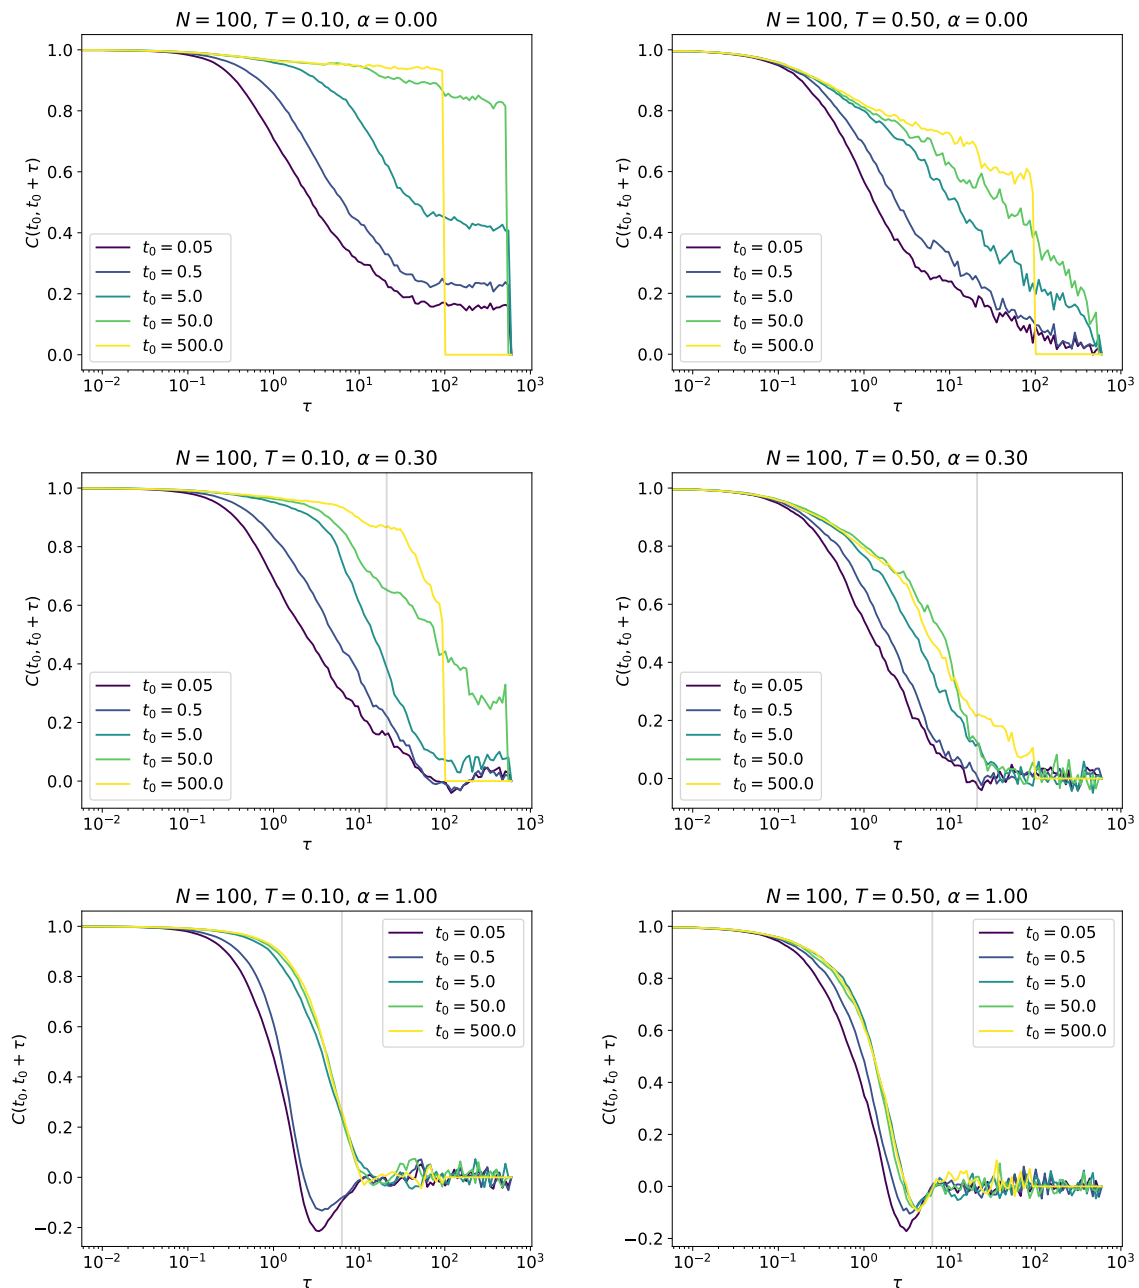 N = 100, T = 0.10, α = 0.00
C(t₀, t₀ + τ)
1.0
0.8
0.6
0.4
0.2
0.0
t₀ = 0.05
t₀ = 0.5
t₀ = 5.0
t₀ = 50.0
t₀ = 500.0
10⁻² 10⁻¹ 10⁰ 10¹ 10² 10³
τ
N = 100, T = 0.50, α = 0.00
C(t₀, t₀ + τ)
1.0
0.8
0.6
0.4
0.2
0.0
t₀ = 0.05
t₀ = 0.5
t₀ = 5.0
t₀ = 50.0
t₀ = 500.0
10⁻² 10⁻¹ 10⁰ 10¹ 10² 10³
τ
N = 100, T = 0.10, α = 0.30
C(t₀, t₀ + τ)
1.0
0.8
0.6
0.4
0.2
0.0
t₀ = 0.05
t₀ = 0.5
t₀ = 5.0
t₀ = 50.0
t₀ = 500.0
10⁻² 10⁻¹ 10⁰ 10¹ 10² 10³
τ
N = 100, T = 0.50, α = 0.30
C(t₀, t₀ + τ)
1.0
0.8
0.6
0.4
0.2
0.0
t₀ = 0.05
t₀ = 0.5
t₀ = 5.0
t₀ = 50.0
t₀ = 500.0
10⁻² 10⁻¹ 10⁰ 10¹ 10² 10³
τ
N = 100, T = 0.10, α = 1.00
C(t₀, t₀ + τ)
1.0
0.8
0.6
0.4
0.2
0.0
−0.2
t₀ = 0.05
t₀ = 0.5
t₀ = 5.0
t₀ = 50.0
t₀ = 500.0
10⁻² 10⁻¹ 10⁰ 10¹ 10² 10³
τ
N = 100, T = 0.50, α = 1.00
C(t₀, t₀ + τ)
1.0
0.8
0.6
0.4
0.2
0.0
−0.2
t₀ = 0.05
t₀ = 0.5
t₀ = 5.0
t₀ = 50.0
t₀ = 500.0
10⁻² 10⁻¹ 10⁰ 10¹ 10² 10³
τ